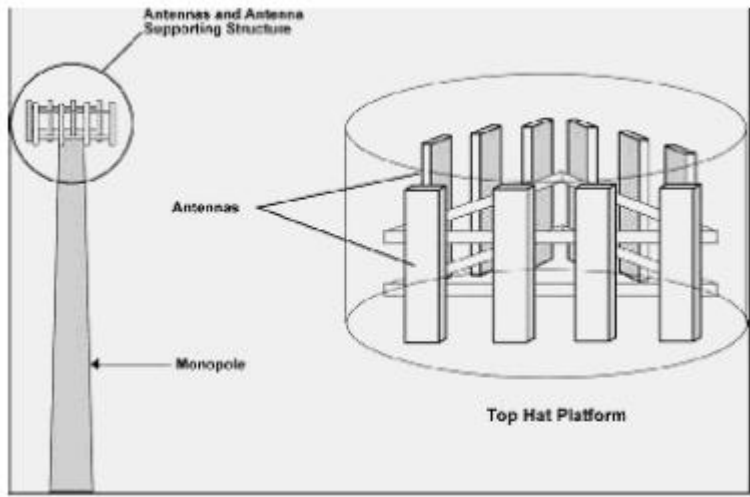 Antennas and Antenna
Supporting Structure
Antennas
Monopole
Top Hat Platform